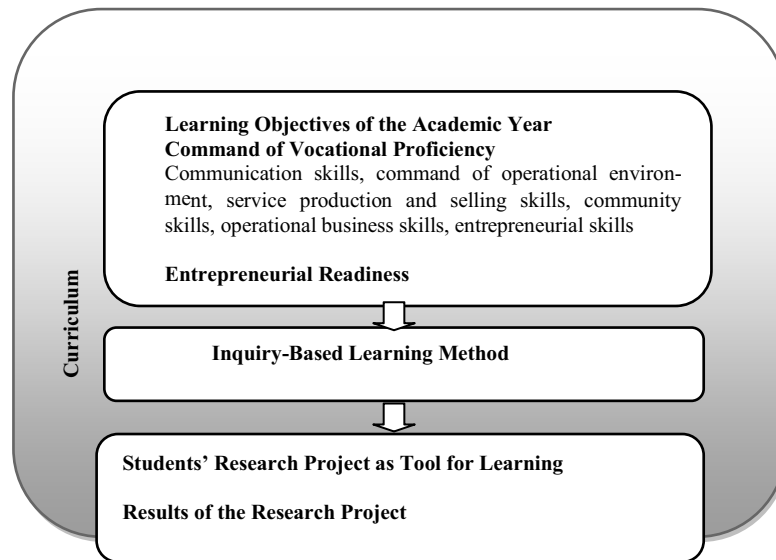 Learning Objectives of the Academic Year
Command of Vocational Proficiency
Communication skills, command of operational environ-
ment, service production and selling skills, community
skills, operational business skills, entrepreneurial skills
Entrepreneurial Readiness
Curriculum
Inquiry-Based Learning Method
Students’ Research Project as Tool for Learning
Results of the Research Project